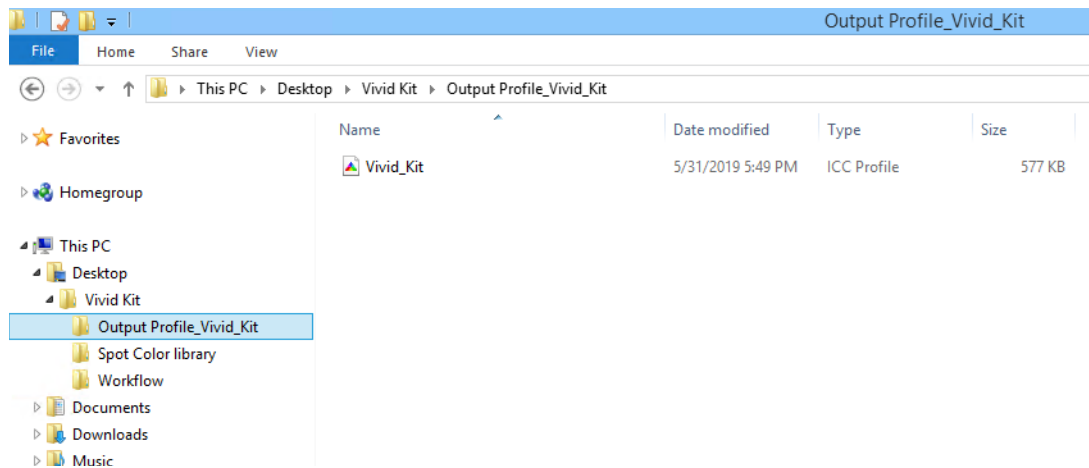 Output Profile_Vivid_Kit
File Home Share View
This PC Desktop Vivid Kit Output Profile_Vivid_Kit
Favorites
Homegroup
This PC
Desktop
Vivid Kit
Output Profile_Vivid_Kit
Spot Color library
Workflow
Documents
Downloads
Music
Name Date modified Type Size
Vivid_Kit 5/31/2019 5:49 PM ICC Profile 577 KB